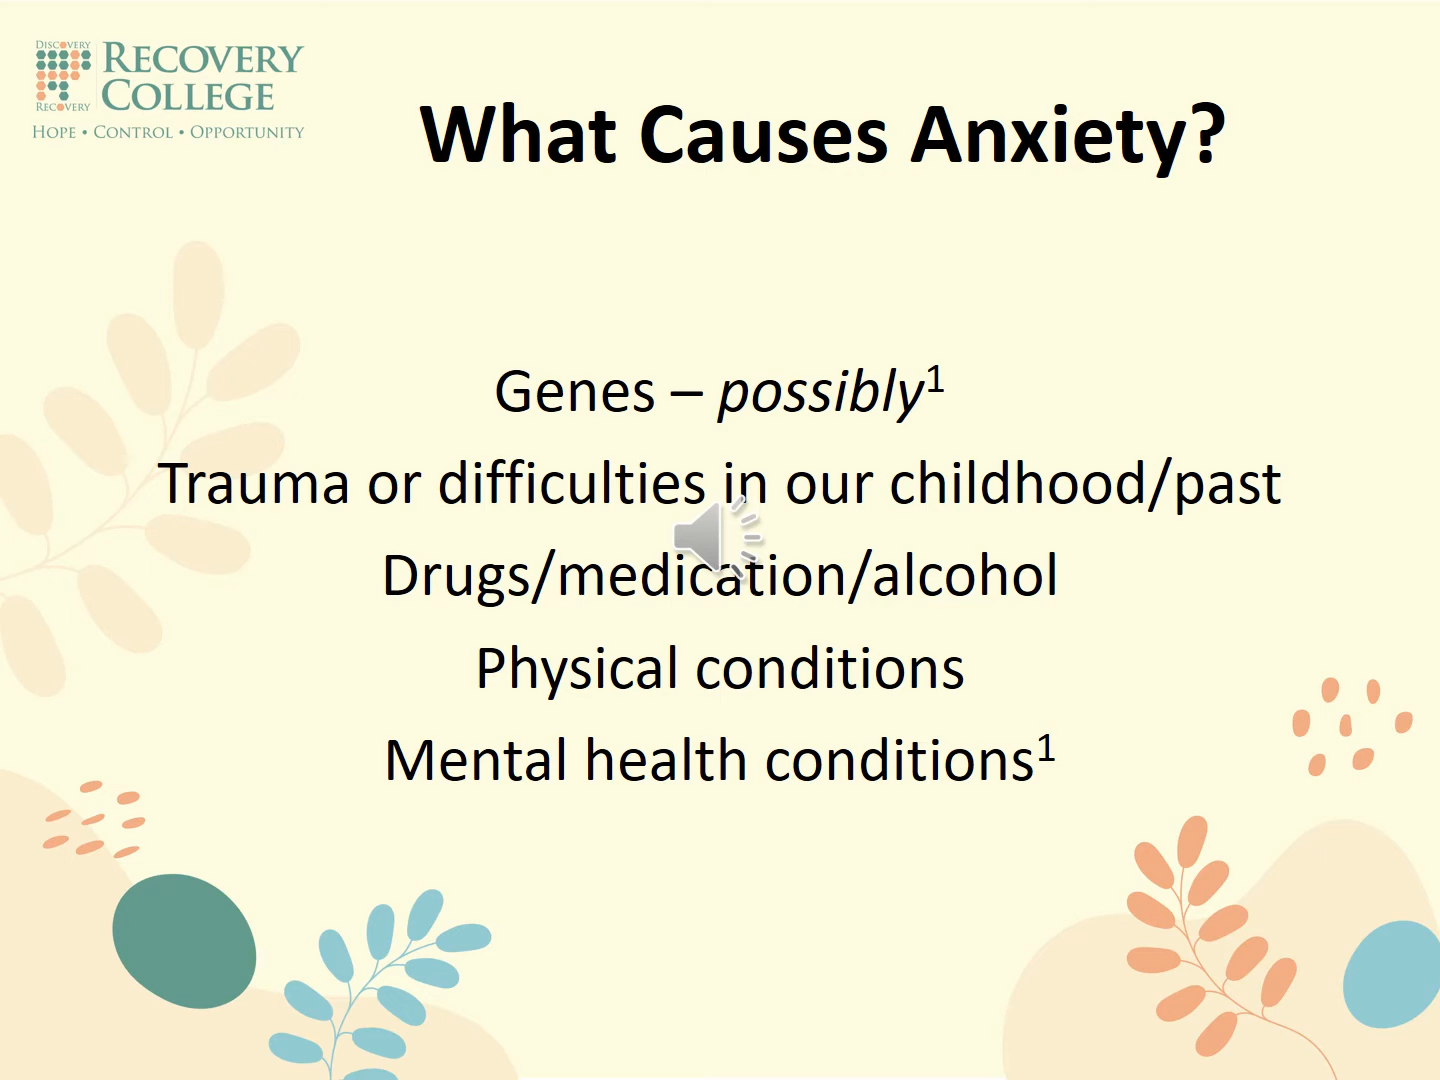 Discovery
Recovery
Recovery College
Hope • Control • Opportunity
What Causes Anxiety?
Genes – possibly¹
Trauma or difficulties in our childhood/past
Drugs/medication/alcohol
Physical conditions
Mental health conditions¹